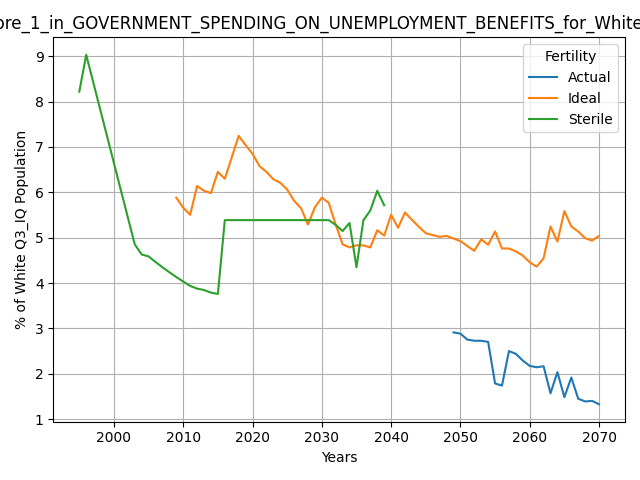 ore_1_in_GOVERNMENT_SPENDING_ON_UNEMPLOYMENT_BENEFITS_for_White
Fertility
Actual
Ideal
Sterile
% of White Q3_IQ Population
9
8
7
6
5
4
3
2
1
2000 2010 2020 2030 2040 2050 2060 2070
Years